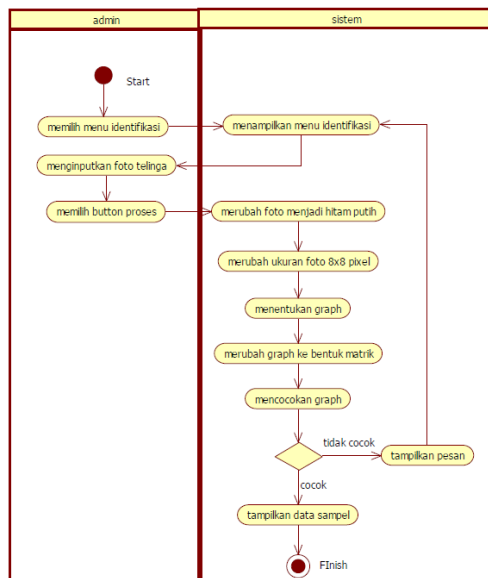 admin
sistem
Start
memilih menu identifikasi
menampilkan menu identifikasi
menginputkan foto telinga
memilih button proses
merubah foto menjadi hitam putih
merubah ukuran foto 8x8 pixel
menentukan graph
merubah graph ke bentuk matrik
mencocokan graph
tidak cocok
tampilkan pesan
cocok
tampilkan data sampel
FInish